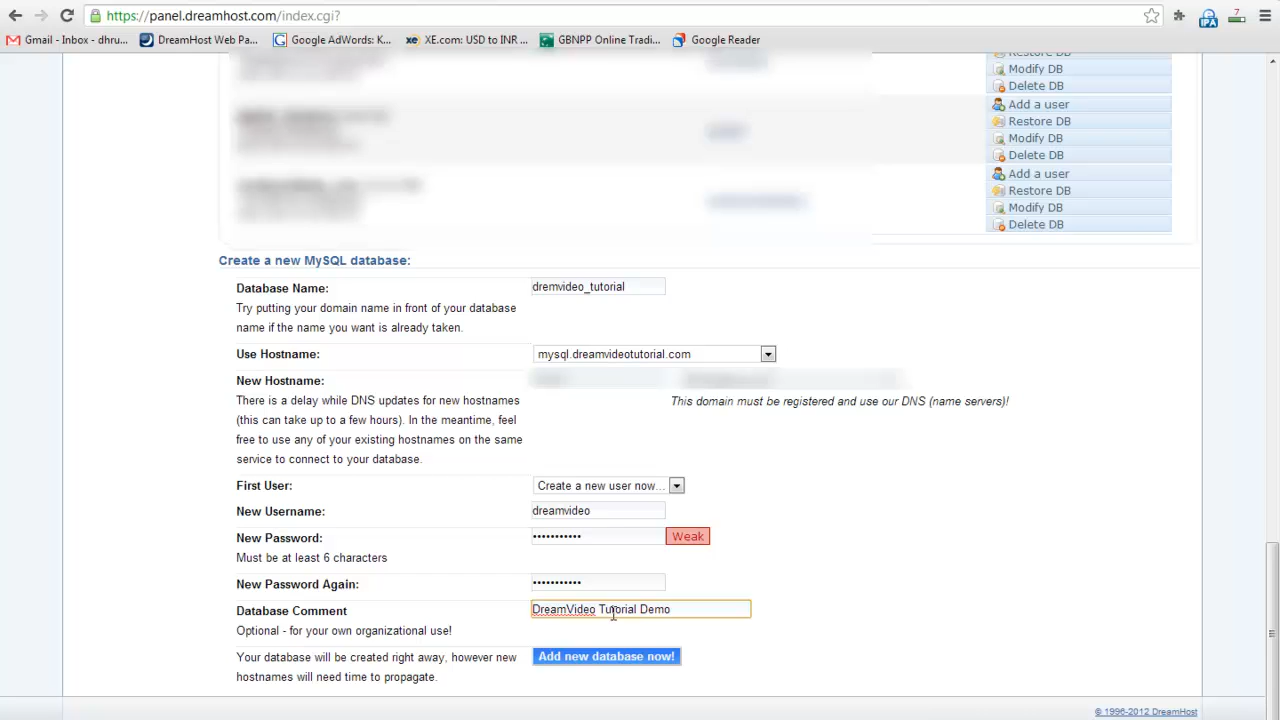 https://panel.dreamhost.com/index.cgi?
IPA
7
Gmail - Inbox - dhru...
DreamHost Web Pa...
Google AdWords: K...
XE.com: USD to INR ...
GBNPP Online Tradi...
Google Reader
Restore DB
Modify DB
Delete DB
Add a user
Restore DB
Modify DB
Delete DB
Add a user
Restore DB
Modify DB
Delete DB
Create a new MySQL database:
Database Name:
dremvideo_tutorial
Try putting your domain name in front of your database
name if the name you want is already taken.
Use Hostname:
mysql.dreamvideotutorial.com
New Hostname:
There is a delay while DNS updates for new hostnames
(this can take up to a few hours). In the meantime, feel
free to use any of your existing hostnames on the same
service to connect to your database.
This domain must be registered and use our DNS (name servers)!
First User:
Create a new user now...
New Username:
dreamvideo
New Password:
•••••••••••
Weak
Must be at least 6 characters
New Password Again:
•••••••••••
Database Comment
DreamVideo Tutorial Demo
Optional - for your own organizational use!
Your database will be created right away, however new
hostnames will need time to propagate.
Add new database now!
© 1996-2012 DreamHost